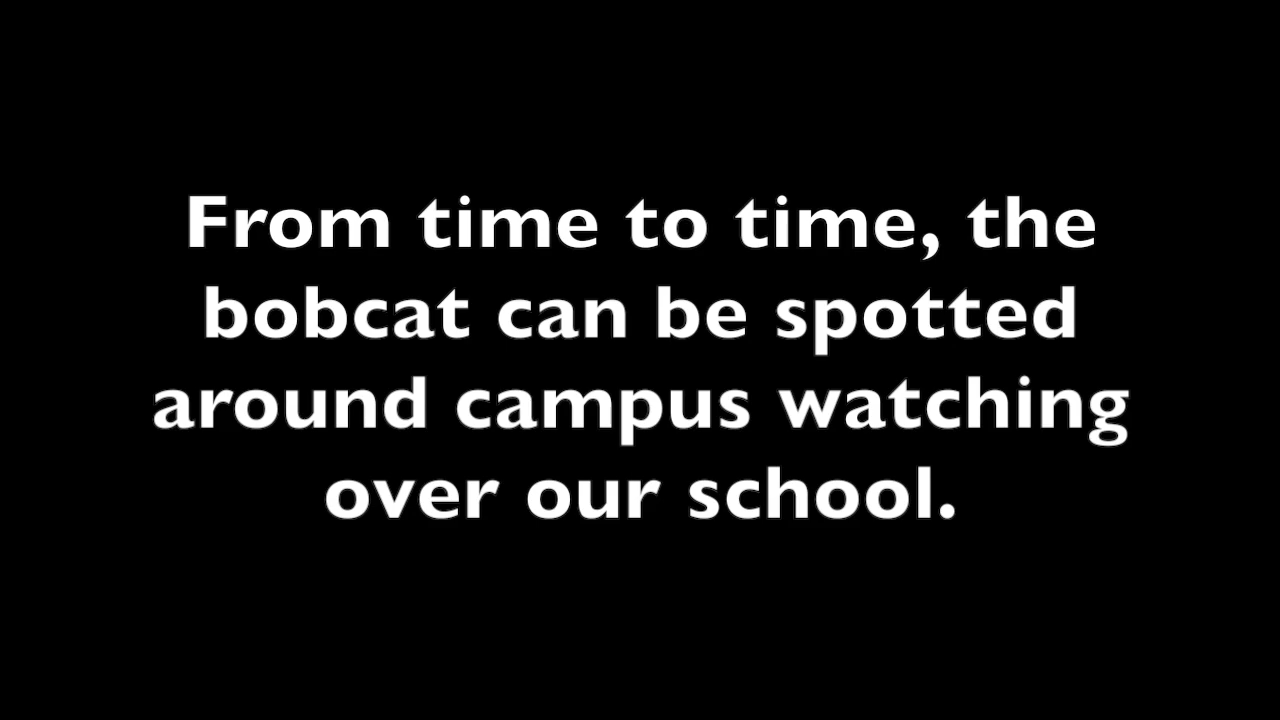 From time to time, the
bobcat can be spotted
around campus watching
over our school.